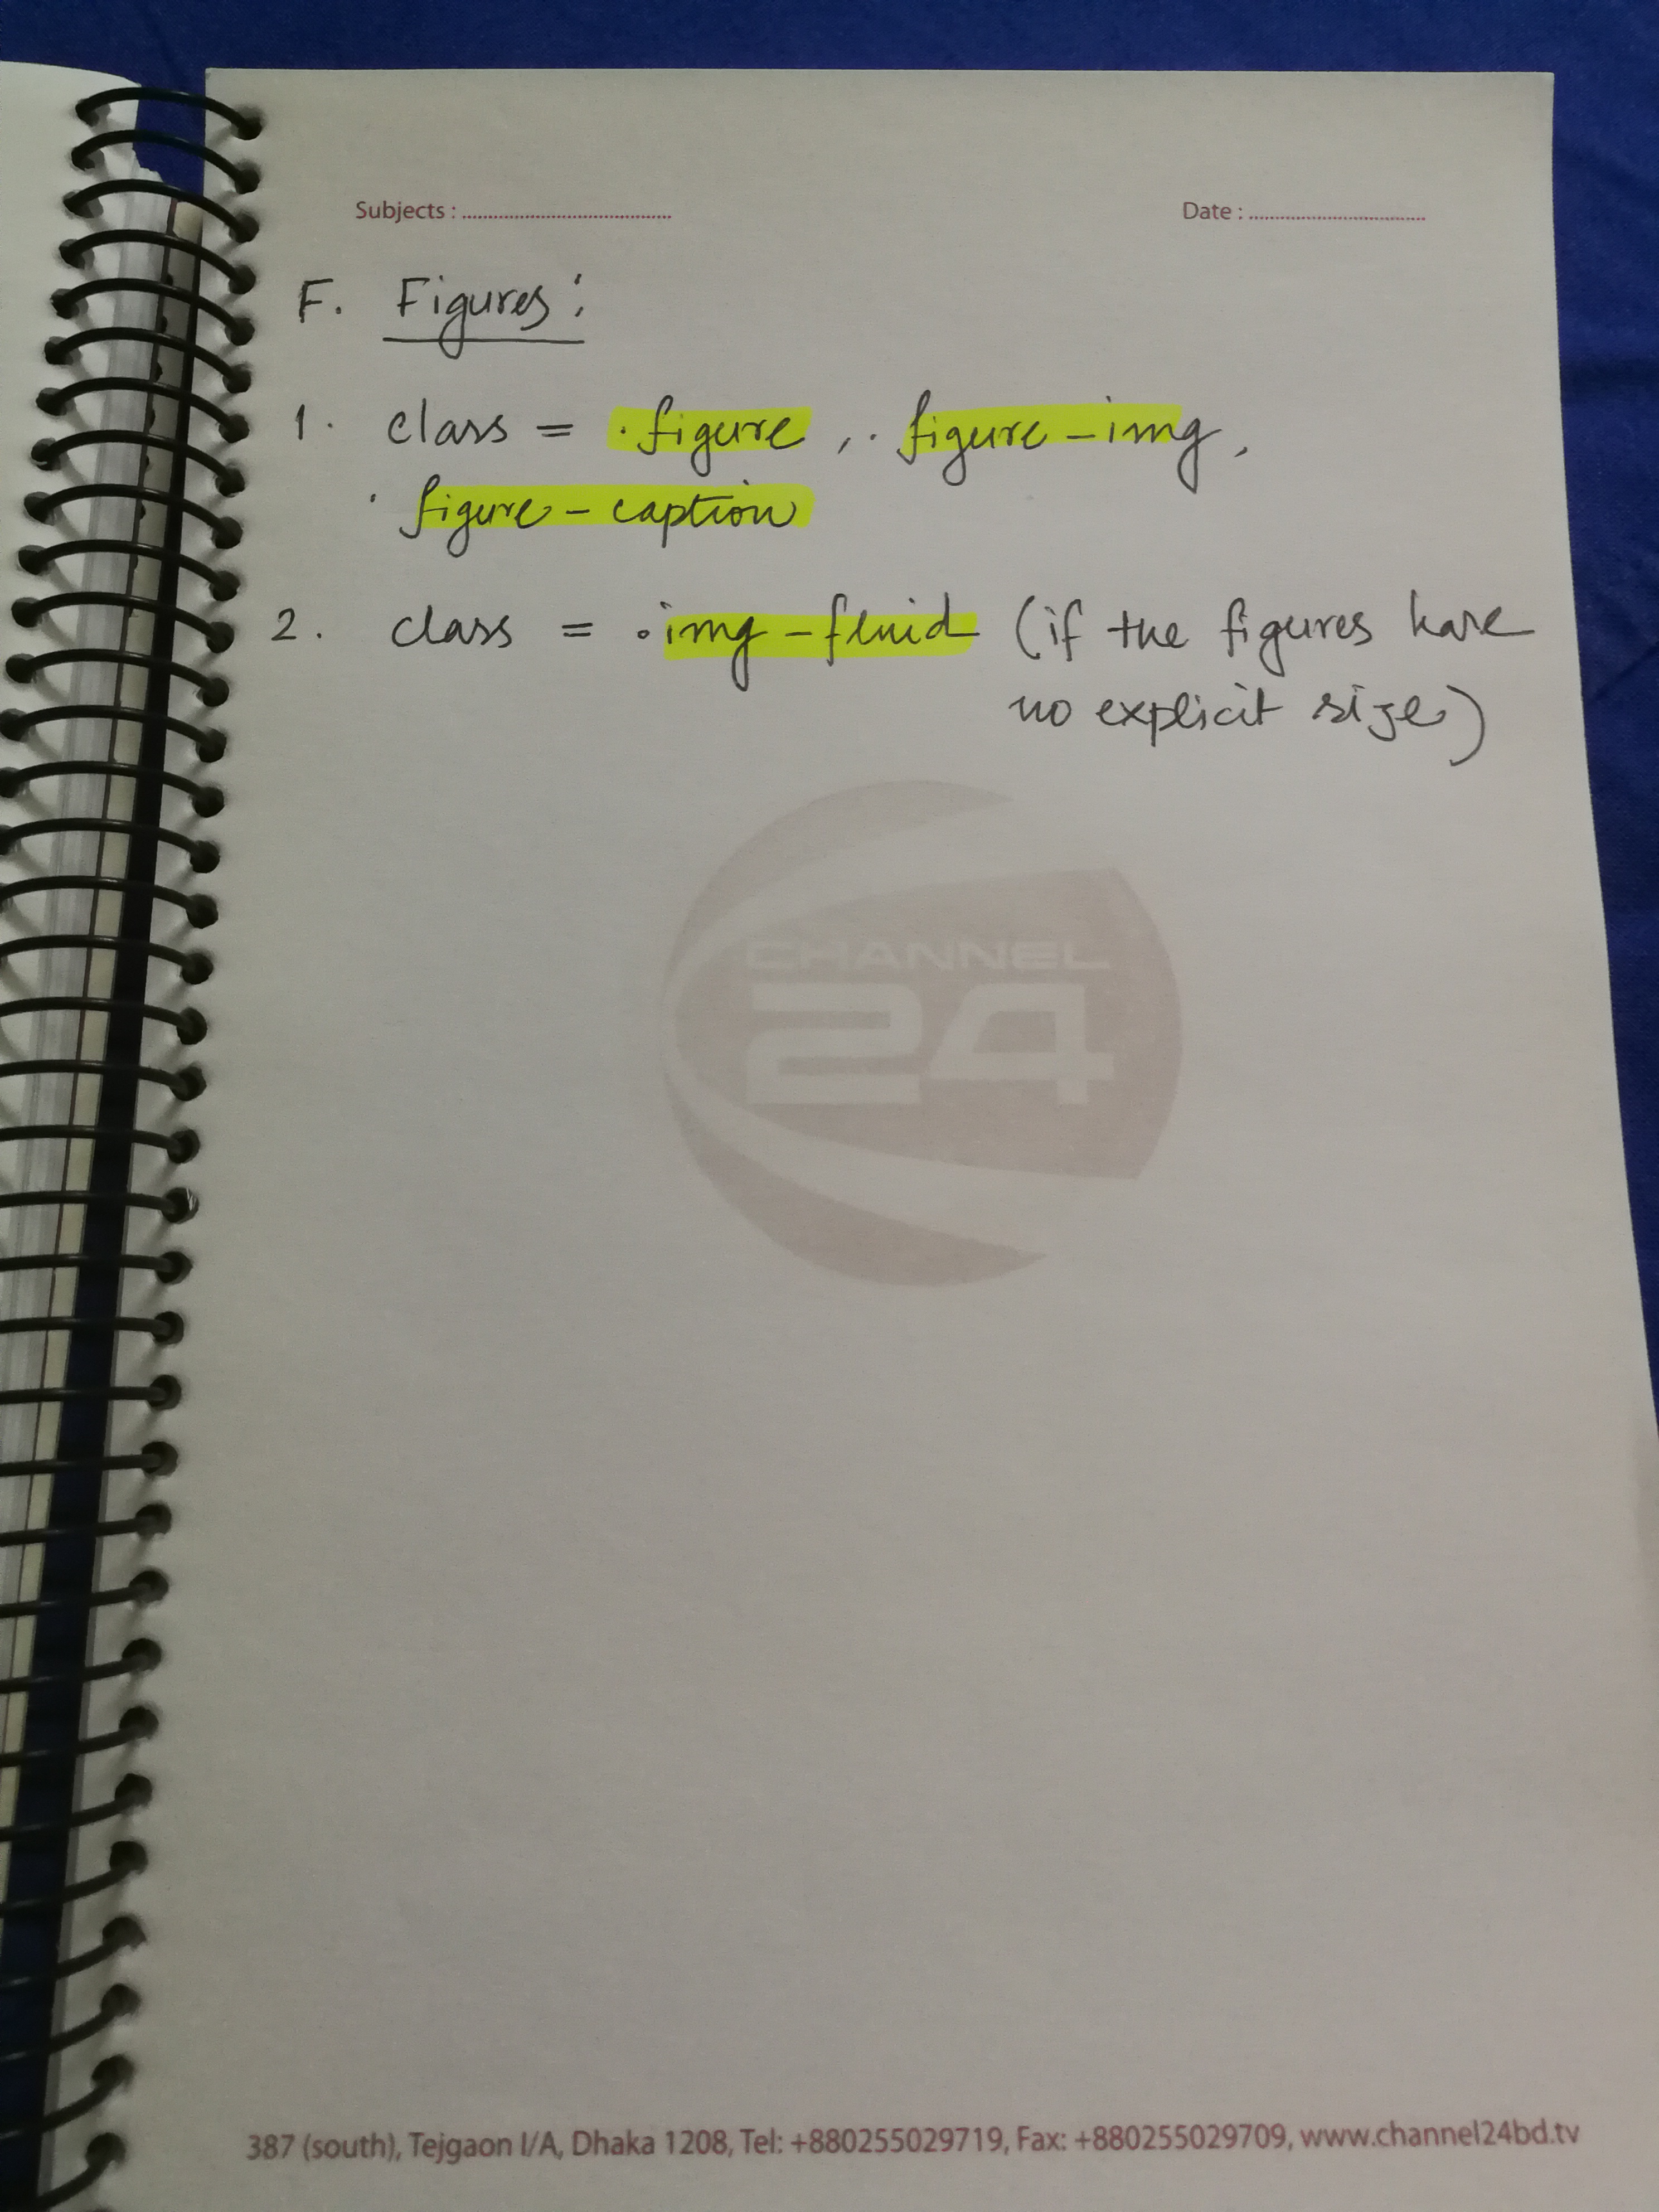 Subjects : ........................................ Date : ..................................
F. Figures:
1. class = .figure, .figure-img,
.figure-caption
2. class = .img-fluid (if the figures have
no explicit size)
CHANNEL
24
387 (south), Tejgaon I/A, Dhaka 1208, Tel: +880255029719, Fax: +880255029709, www.channel24bd.tv